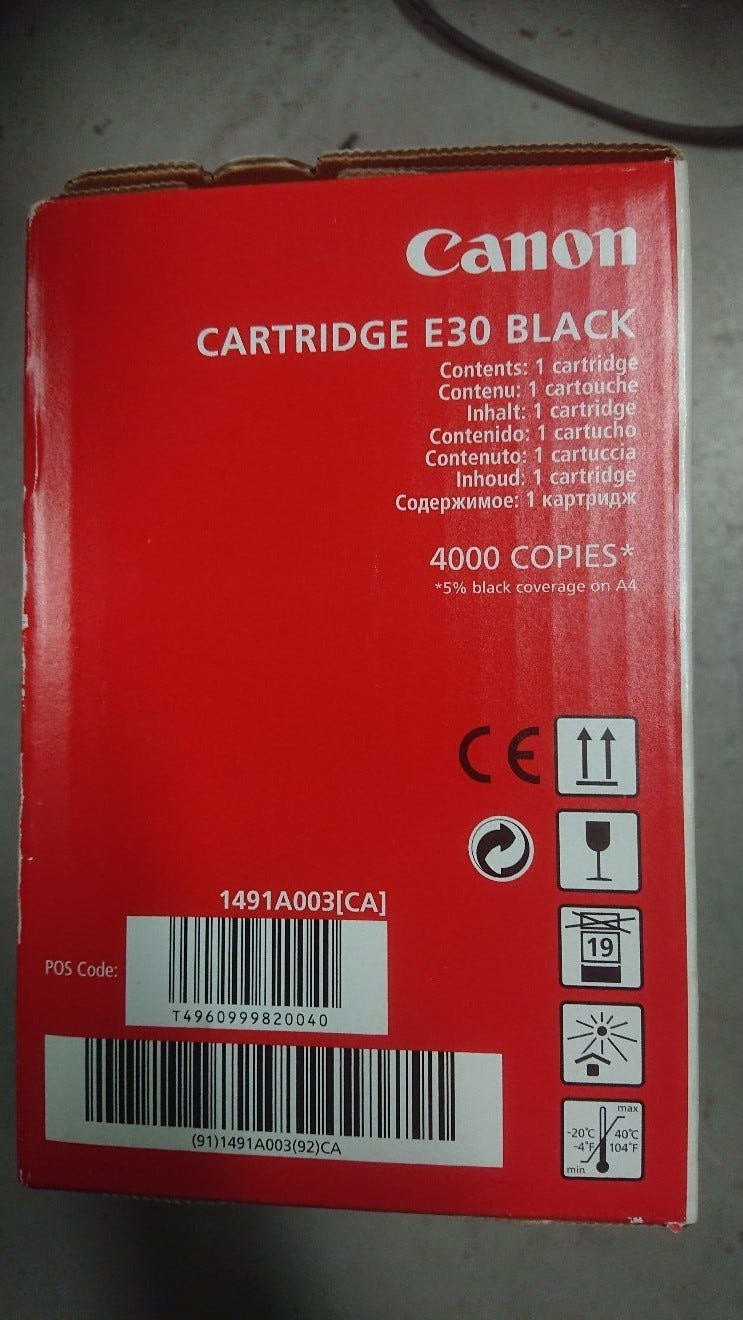 Canon
CARTRIDGE E30 BLACK
Contents: 1 cartridge
Contenu: 1 cartouche
Inhalt: 1 cartridge
Contenido: 1 cartucho
Contenuto: 1 cartuccia
Inhoud: 1 cartridge
Содержимое: 1 картридж
4000 COPIES*
*5% black coverage on A4
CE
19
1491A003[CA]
POS Code:
T4960999820040
(91)1491A003(92)CA
max
-20°C 40°C
-4°F 104°F
min